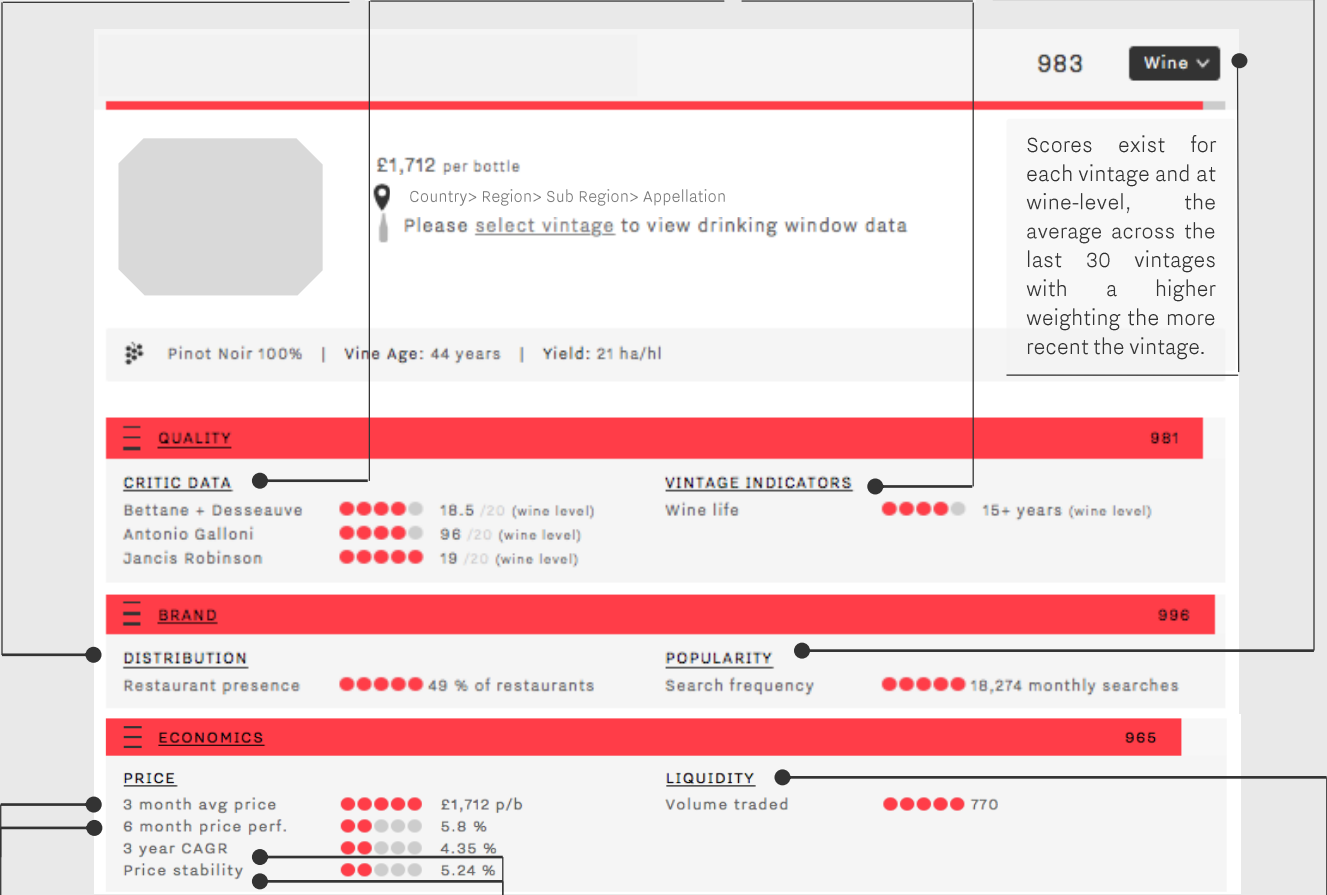 983 Wine
£1,712 per bottle
Country> Region> Sub Region> Appellation
Please select vintage to view drinking window data
Scores exist for
each vintage and at
wine-level, the
average across the
last 30 vintages
with a higher
weighting the more
recent the vintage.
Pinot Noir 100% | Vine Age: 44 years | Yield: 21 ha/hl
QUALITY 981
CRITIC DATA VINTAGE INDICATORS
Bettane + Desseauve 18.5 /20 (wine level) Wine life 15+ years (wine level)
Antonio Galloni 96 /20 (wine level)
Jancis Robinson 19 /20 (wine level)
BRAND 996
DISTRIBUTION POPULARITY
Restaurant presence 49 % of restaurants Search frequency 18,274 monthly searches
ECONOMICS 965
PRICE LIQUIDITY
3 month avg price £1,712 p/b Volume traded 770
6 month price perf. 5.8 %
3 year CAGR 4.35 %
Price stability 5.24 %